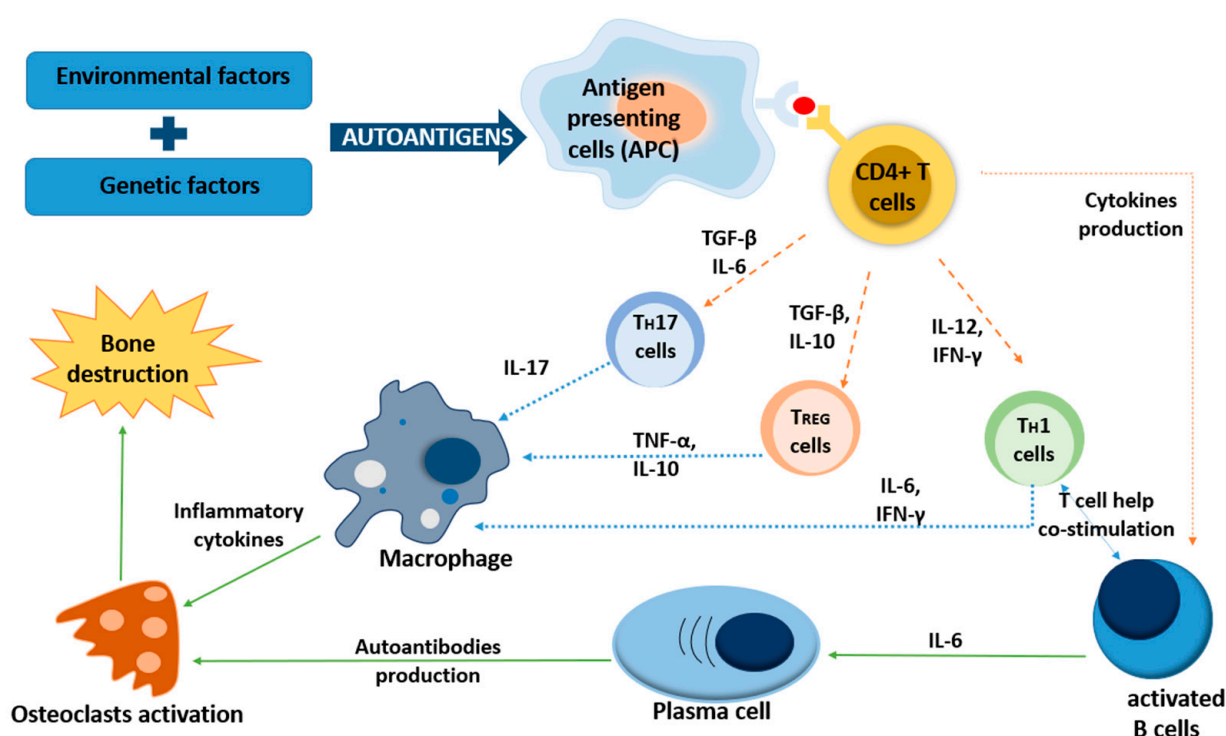 Environmental factors
Genetic factors
AUTOANTIGENS
Antigen
presenting
cells (APC)
CD4+ T
cells
Cytokines
production
TGF-β
IL-6
TGF-β,
IL-10
IL-12,
IFN-γ
TH17
cells
TREG
cells
TH1
cells
IL-17
TNF-α,
IL-10
IL-6,
IFN-γ
T cell help
co-stimulation
Bone
destruction
Inflammatory
cytokines
Macrophage
Osteoclasts activation
Autoantibodies
production
Plasma cell
IL-6
activated
B cells